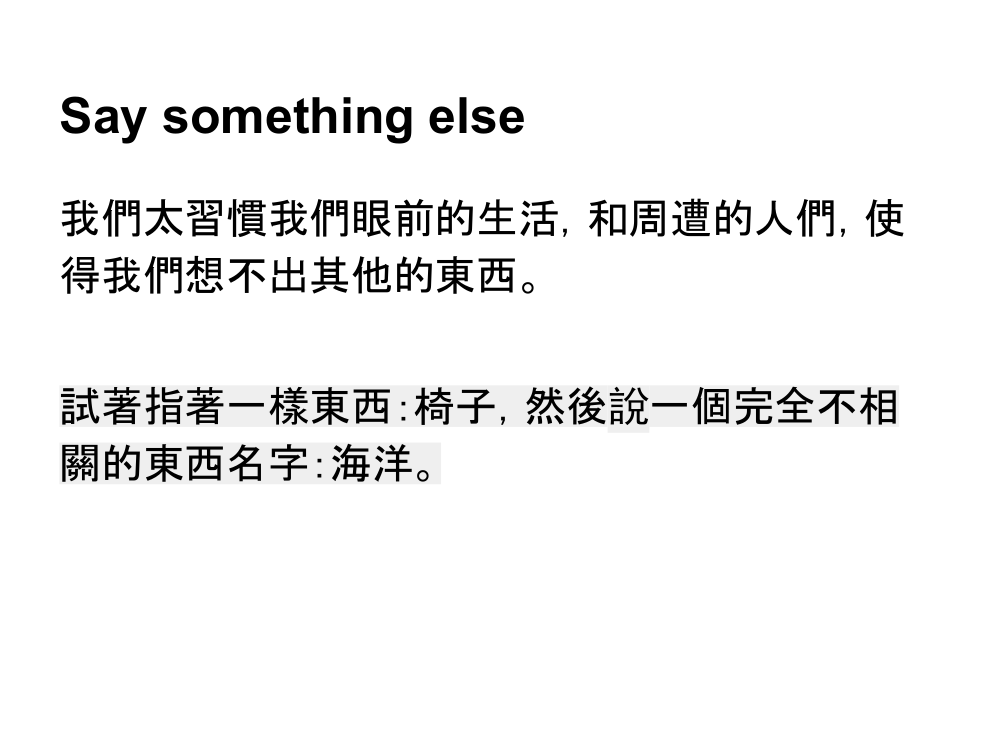 Say something else
我們太習慣我們眼前的生活，和周遭的人們，使
得我們想不出其他的東西。
試著指著一樣東西：椅子，然後說一個完全不相
關的東西名字：海洋。